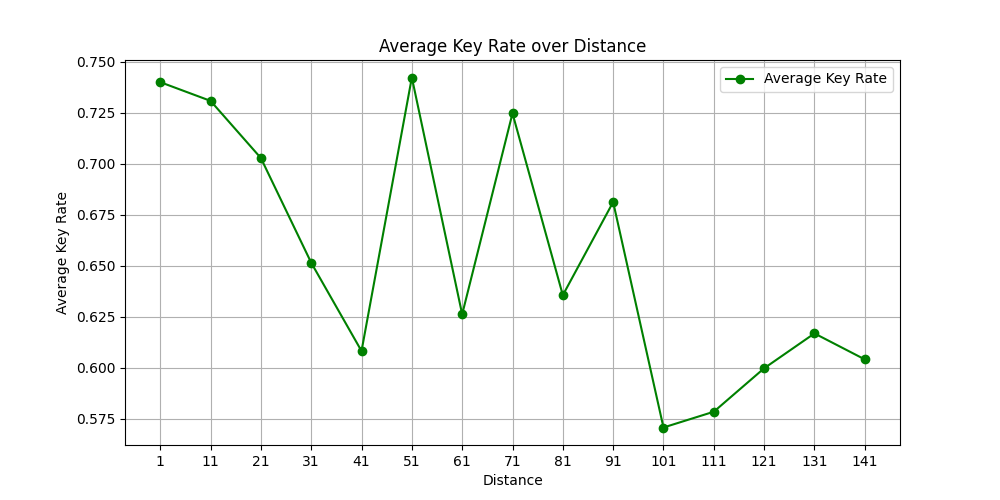 Average Key Rate over Distance
Average Key Rate
0.750
0.725
0.700
0.675
0.650
0.625
0.600
0.575
Average Key Rate
1 11 21 31 41 51 61 71 81 91 101 111 121 131 141
Distance